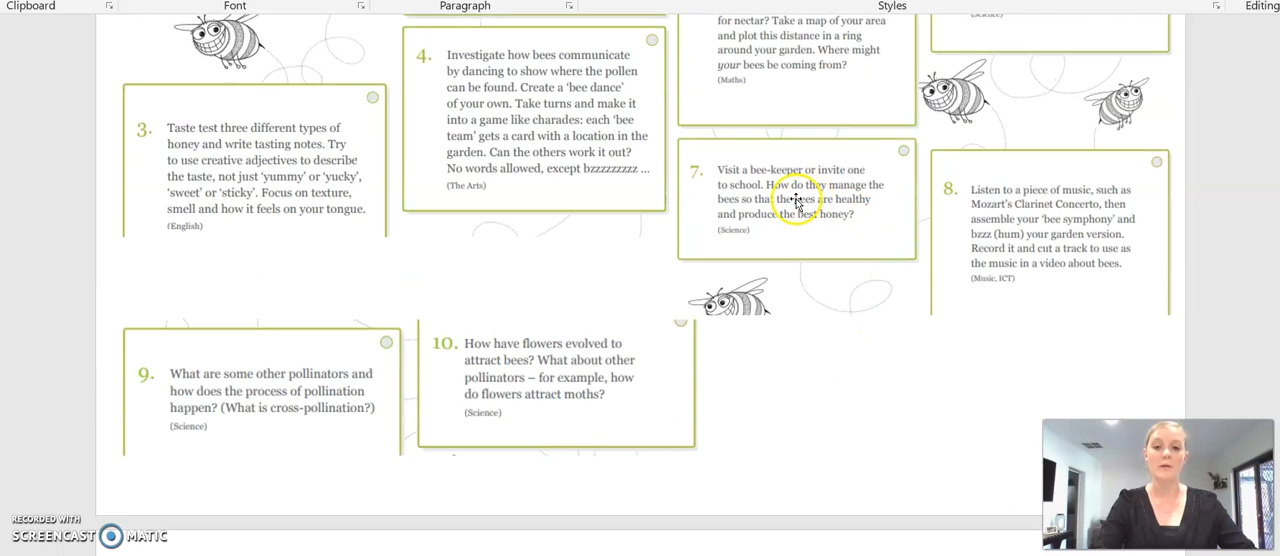 Clipboard
Font
Paragraph
Styles
Editing
3.
Taste test three different types of
honey and write tasting notes. Try
to use creative adjectives to describe
the taste, not just ‘yummy’ or ‘yucky’,
‘sweet’ or ‘sticky’. Focus on texture,
smell and how it feels on your tongue.
(English)
4.
Investigate how bees communicate
by dancing to show where the pollen
can be found. Create a ‘bee dance’
of your own. Take turns and make it
into a game like charades: each ‘bee
team’ gets a card with a location in the
garden. Can the others work it out?
No words allowed, except bzzzzzzzzz ...
(The Arts)
for nectar? Take a map of your area
and plot this distance in a ring
around your garden. Where might
your bees be coming from?
(Maths)
7.
Visit a bee-keeper or invite one
to school. How do they manage the
bees so that the bees are healthy
and produce the best honey?
(Science)
(Science)
8.
Listen to a piece of music, such as
Mozart’s Clarinet Concerto, then
assemble your ‘bee symphony’ and
bzzz (hum) your garden version.
Record it and cut a track to use as
the music in a video about bees.
(Music, ICT)
9.
What are some other pollinators and
how does the process of pollination
happen? (What is cross-pollination?)
(Science)
10.
How have flowers evolved to
attract bees? What about other
pollinators – for example, how
do flowers attract moths?
(Science)
RECORDED WITH
SCREENCAST MATIC